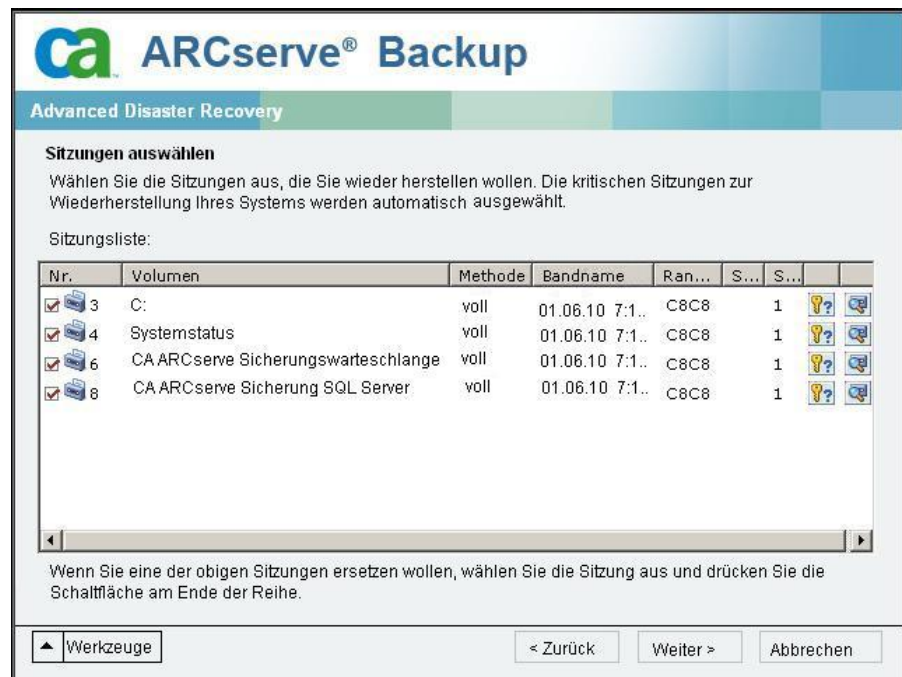 ca ARCserve® Backup
Advanced Disaster Recovery
Sitzungen auswählen
Wählen Sie die Sitzungen aus, die Sie wieder herstellen wollen. Die kritischen Sitzungen zur
Wiederherstellung Ihres Systems werden automatisch ausgewählt.
Sitzungsliste:
Nr. Volumen Methode Bandname Ran... S... S...
3 C: voll 01.06.10 7:1.. C8C8 1
4 Systemstatus voll 01.06.10 7:1.. C8C8 1
6 CA ARCserve Sicherungswarteschlange voll 01.06.10 7:1.. C8C8 1
8 CA ARCserve Sicherung SQL Server voll 01.06.10 7:1.. C8C8 1
Wenn Sie eine der obigen Sitzungen ersetzen wollen, wählen Sie die Sitzung aus und drücken Sie die
Schaltfläche am Ende der Reihe.
Werkzeuge < Zurück Weiter > Abbrechen